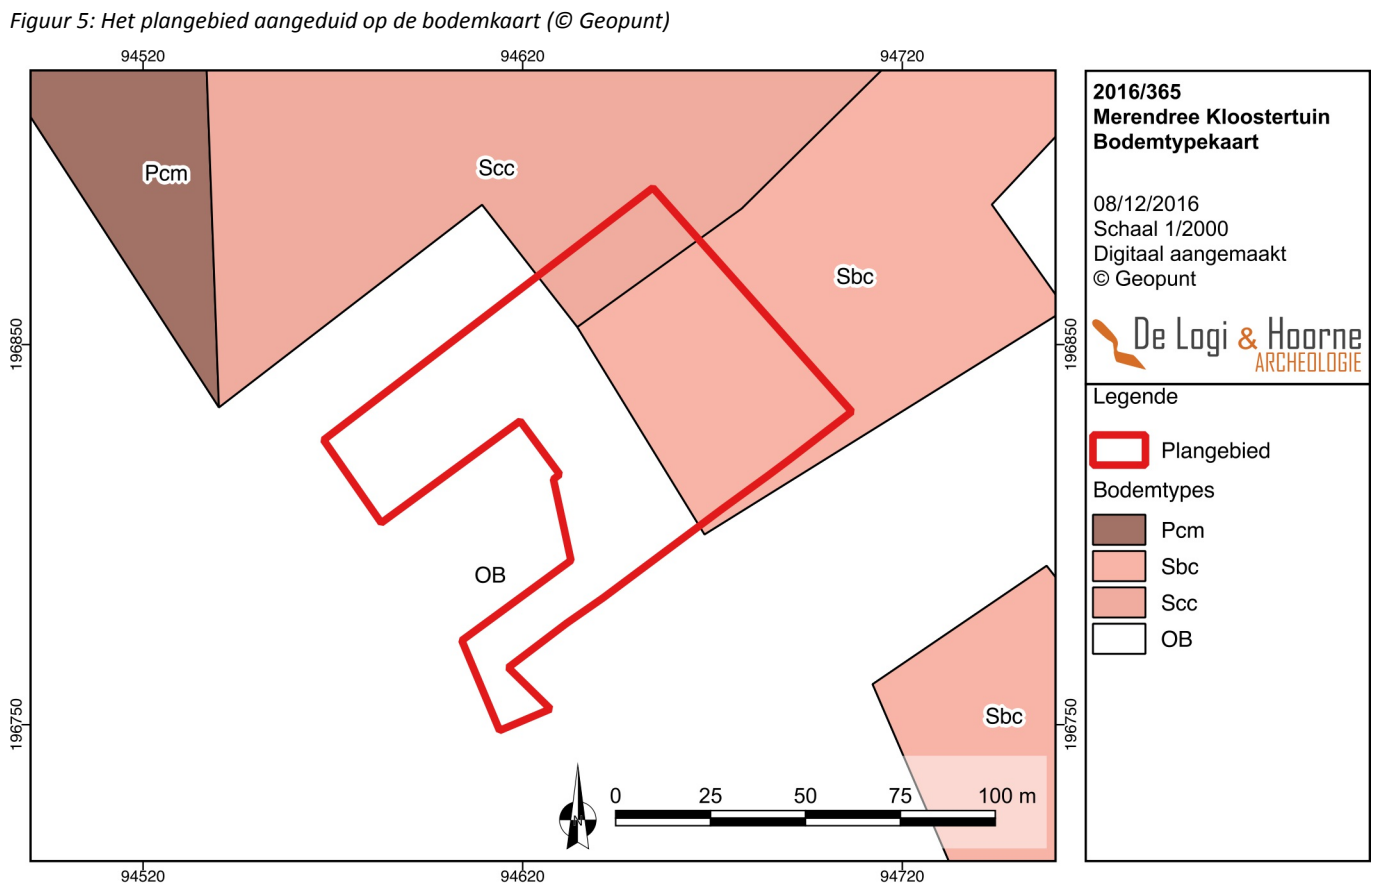 Figuur 5: Het plangebied aangeduid op de bodemkaart (© Geopunt)
94520
94620
94720
196850
196750
196850
196750
Pcm
Scc
Sbc
OB
Sbc
N
0 25 50 75 100 m
94520
94620
94720
2016/365
Merendree Kloostertuin
Bodemtypekaart
08/12/2016
Schaal 1/2000
Digitaal aangemaakt
© Geopunt
De Logi & Hoorne
ARCHEOLOGIE
Legende
Plangebied
Bodemtypes
Pcm
Sbc
Scc
OB